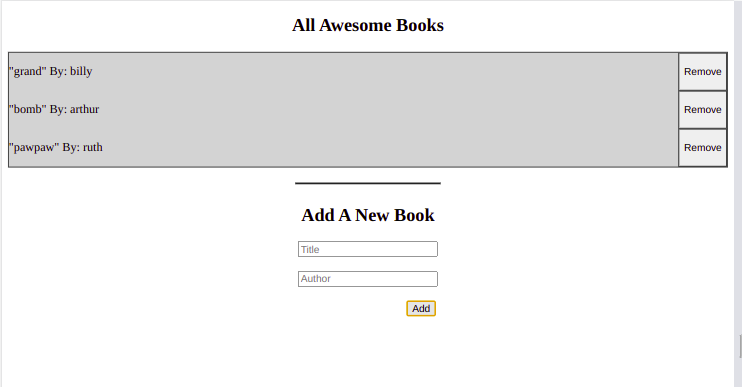 All Awesome Books
"grand" By: billy Remove
"bomb" By: arthur Remove
"pawpaw" By: ruth Remove
Add A New Book
Title
Author
Add